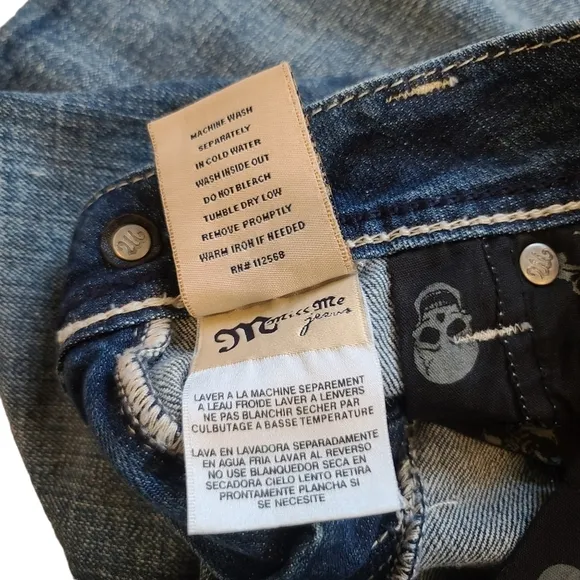 MACHINE WASH
SEPARATELY
IN COLD WATER
WASH INSIDE OUT
DO NOT BLEACH
TUMBLE DRY LOW
REMOVE PROMPTLY
WARM IRON IF NEEDED
RN# 112568
M Miss Me
jeans
LAVER A LA MACHINE SEPAREMENT
A LEAU FROIDE LAVER A LENVERS
NE PAS BLANCHIR SECHER PAR
CULBUTAGE A BASSE TEMPERATURE
LAVA EN LAVADORA SEPARADAMENTE
EN AGUA FRIA LAVAR AL REVERSO
NO USE BLANQUEDOR SECA EN
SECADORA CIELO LENTO RETIRA
PRONTAMENTE PLANCHA SI
SE NECESITE
M
M